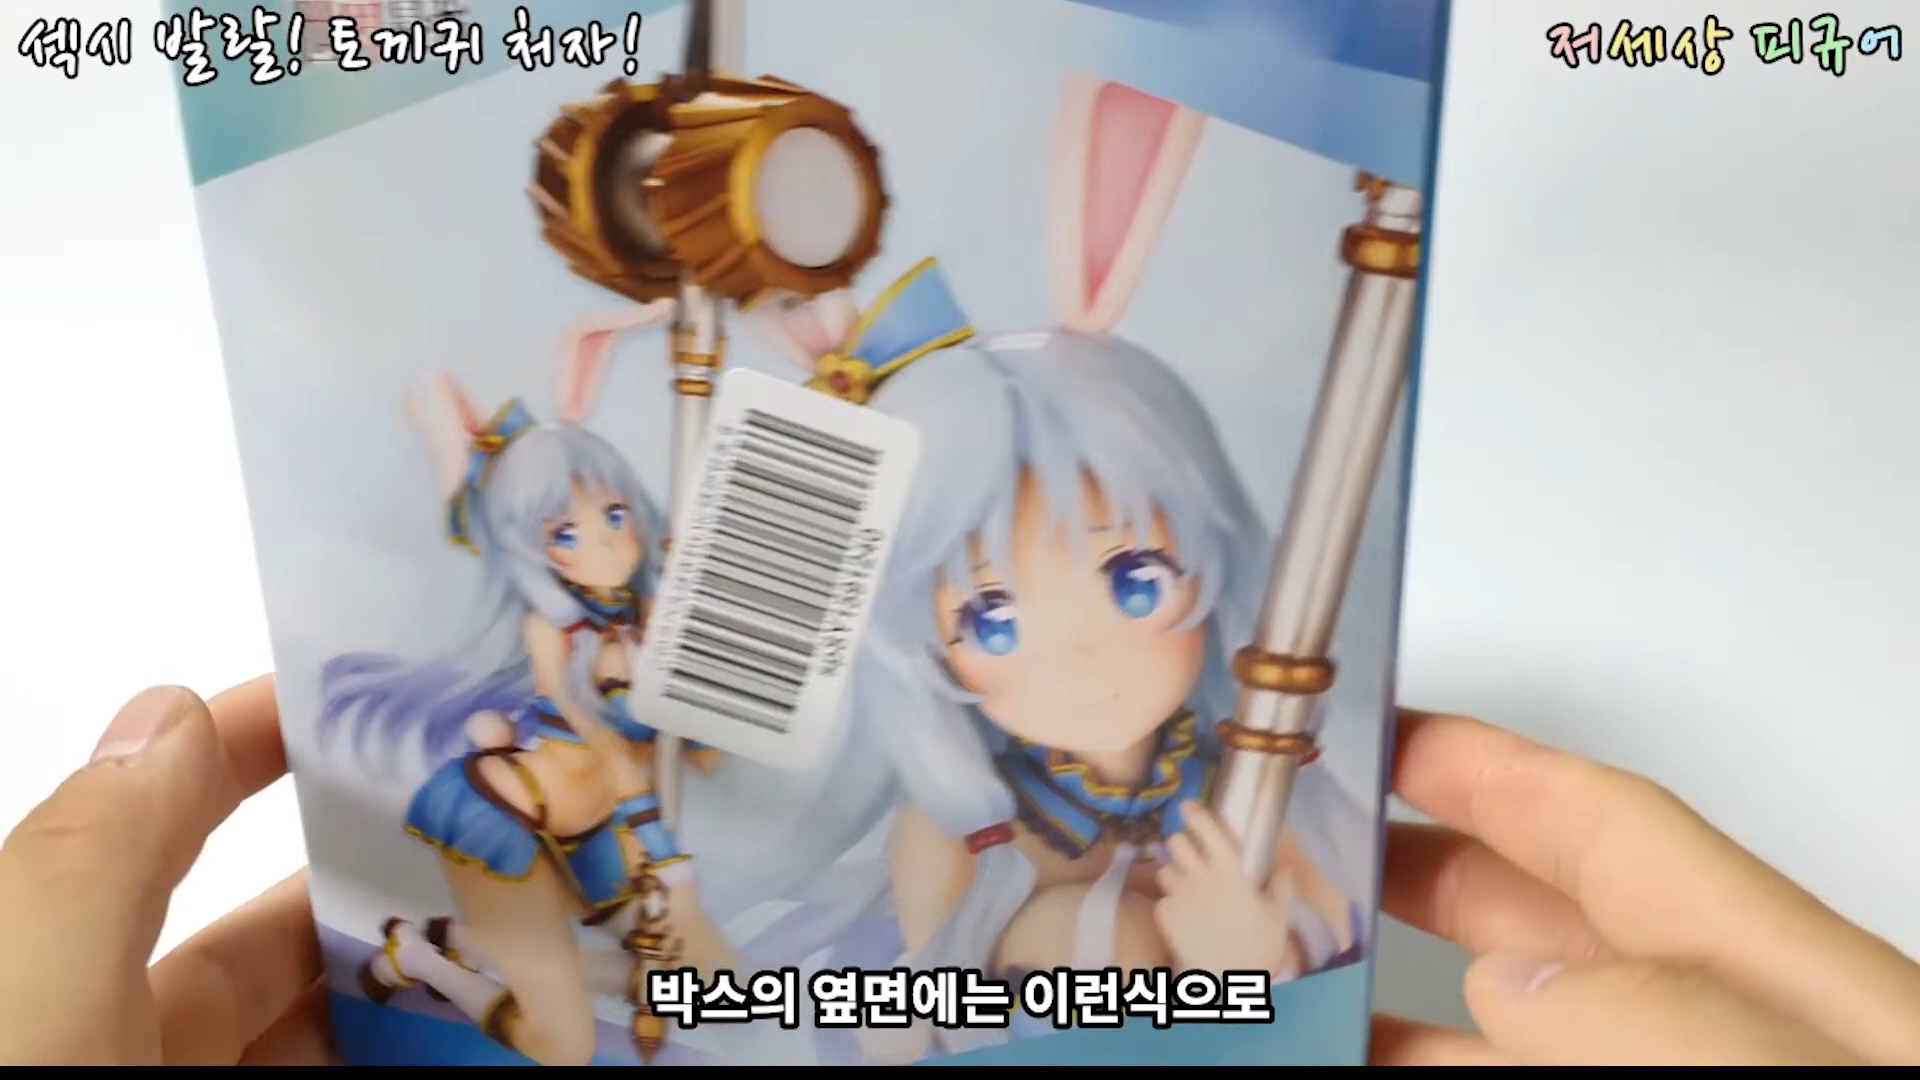 섹시 발랄! 토끼귀 처자!
저세상 피규어
박스의 옆면에는 이런식으로